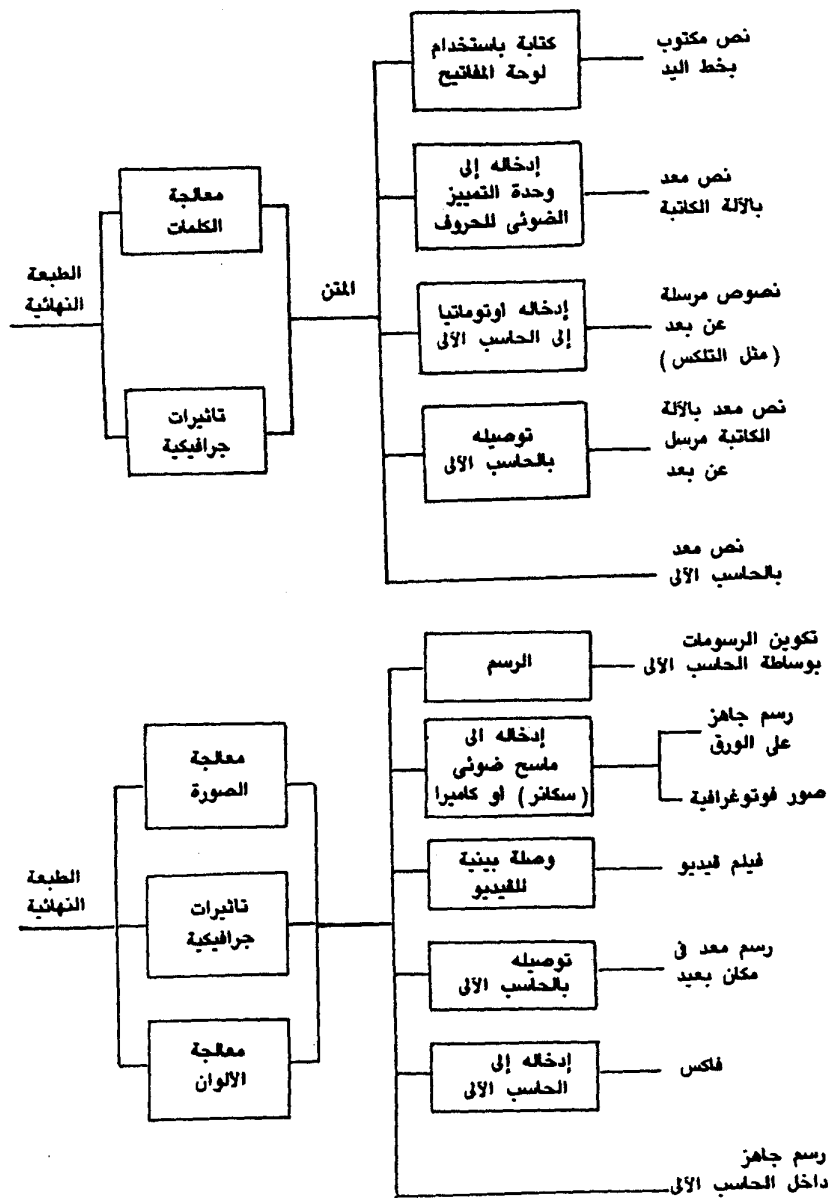 نص مكتوب
بخط اليد
كتابة باستخدام
لوحة المفاتيح
نص معد
بالآلة الكاتبة
إدخاله إلى
وحدة التمييز
الضوئى للحروف
نصوص مرسلة
عن بعد
(مثل التلكس)
إدخاله أوتوماتيا
إلى الحاسب الآلى
نص معد بالآلة
الكاتبة مرسل
عن بعد
توصيله
بالحاسب الآلى
نص معد
بالحاسب الآلى
المتن
معالجة
الكلمات
تاثيرات
جرافيكية
الطبعة
النهائية
تكوين الرسومات
بوساطة الحاسب الآلى
الرسم
رسم جاهز
على الورق
صور فوتوغرافية
إدخاله الى
ماسح ضوئى
(سكانر) أو كاميرا
فيلم ڤيديو
وصلة بينية
للڤيديو
رسم معد فى
مكان بعيد
توصيله
بالحاسب الآلى
فاكس
إدخاله إلى
الحاسب الآلى
رسم جاهز
داخل الحاسب الآلى
معالجة
الصورة
تاثيرات
جرافيكية
معالجة
الألوان
الطبعة
النهائية